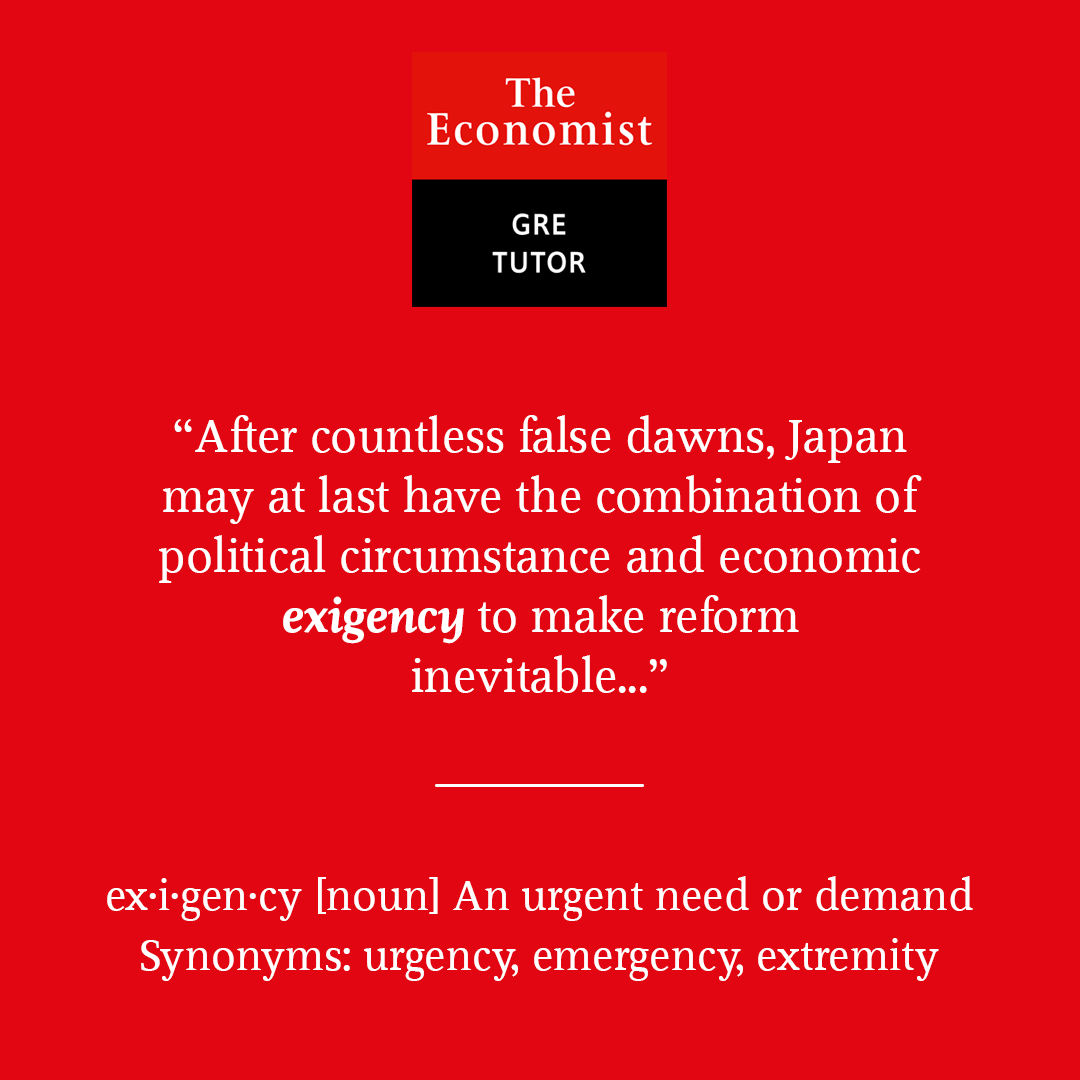 The
Economist
GRE
TUTOR
“After countless false dawns, Japan
may at last have the combination of
political circumstance and economic
exigency to make reform
inevitable...”
ex·i·gen·cy [noun] An urgent need or demand
Synonyms: urgency, emergency, extremity